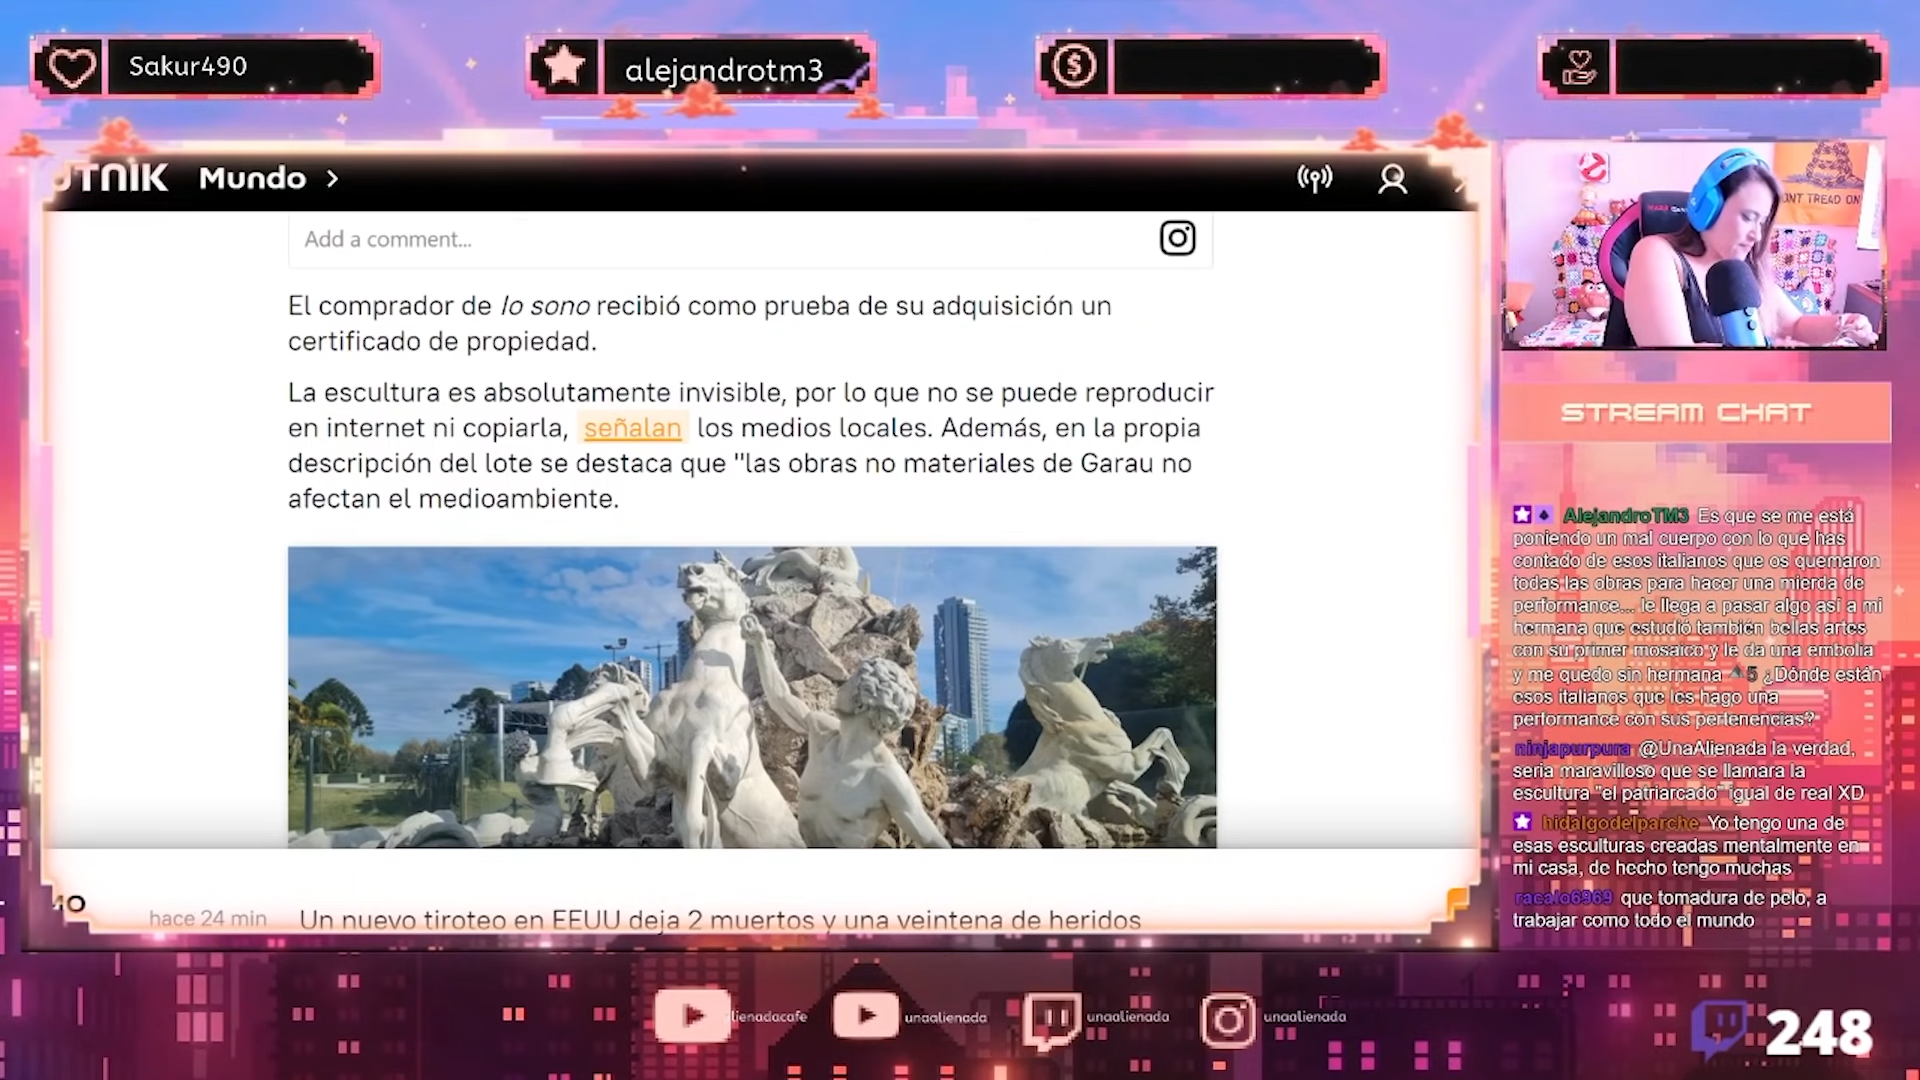 Sakur490
alejandrotm3
UTNIK Mundo
DONT TREAD ON
Add a comment...
El comprador de Io sono recibió como prueba de su adquisición un
certificado de propiedad.
La escultura es absolutamente invisible, por lo que no se puede reproducir
en internet ni copiarla, señalan los medios locales. Además, en la propia
descripción del lote se destaca que "las obras no materiales de Garau no
afectan el medioambiente.
hace 24 min Un nuevo tiroteo en EEUU deja 2 muertos y una veintena de heridos
STREAM CHAT
AlejandroTM3 Es que se me está
poniendo un mal cuerpo con lo que has
contado de esos italianos que os quemaron
todas las obras para hacer una mierda de
performance... le llega a pasar algo así a mi
hermana que estudió también bellas artes
con su primer mosaico y le da una embolia
y me quedo sin hermana 5 ¿Dónde están
esos italianos que les hago una
performance con sus pertenencias?
ninjapurpura @UnaAlienada la verdad,
seria maravilloso que se llamara la
escultura "el patriarcado" igual de real XD
hidalgodelparche Yo tengo una de
esas esculturas creadas mentalmente en
mi casa, de hecho tengo muchas
racalo6969 que tomadura de pelo, a
trabajar como todo el mundo
lienadacafe
unaalienada
unaalienada
unaalienada
248